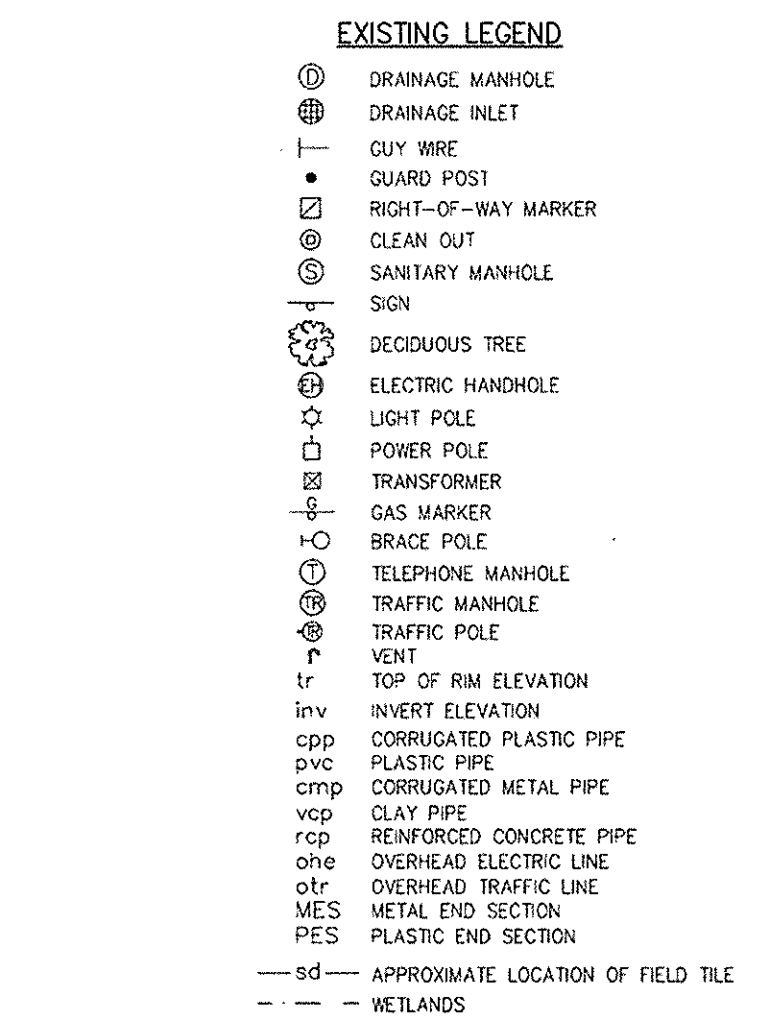 EXISTING LEGEND
D DRAINAGE MANHOLE
DRAINAGE INLET
GUY WIRE
GUARD POST
RIGHT-OF-WAY MARKER
CLEAN OUT
S SANITARY MANHOLE
SIGN
DECIDUOUS TREE
EH ELECTRIC HANDHOLE
LIGHT POLE
POWER POLE
TRANSFORMER
G GAS MARKER
BRACE POLE
T TELEPHONE MANHOLE
TR TRAFFIC MANHOLE
TR TRAFFIC POLE
VENT
tr TOP OF RIM ELEVATION
inv INVERT ELEVATION
cpp CORRUGATED PLASTIC PIPE
pvc PLASTIC PIPE
cmp CORRUGATED METAL PIPE
vcp CLAY PIPE
rcp REINFORCED CONCRETE PIPE
ohe OVERHEAD ELECTRIC LINE
otr OVERHEAD TRAFFIC LINE
MES METAL END SECTION
PES PLASTIC END SECTION
sd APPROXIMATE LOCATION OF FIELD TILE
WETLANDS